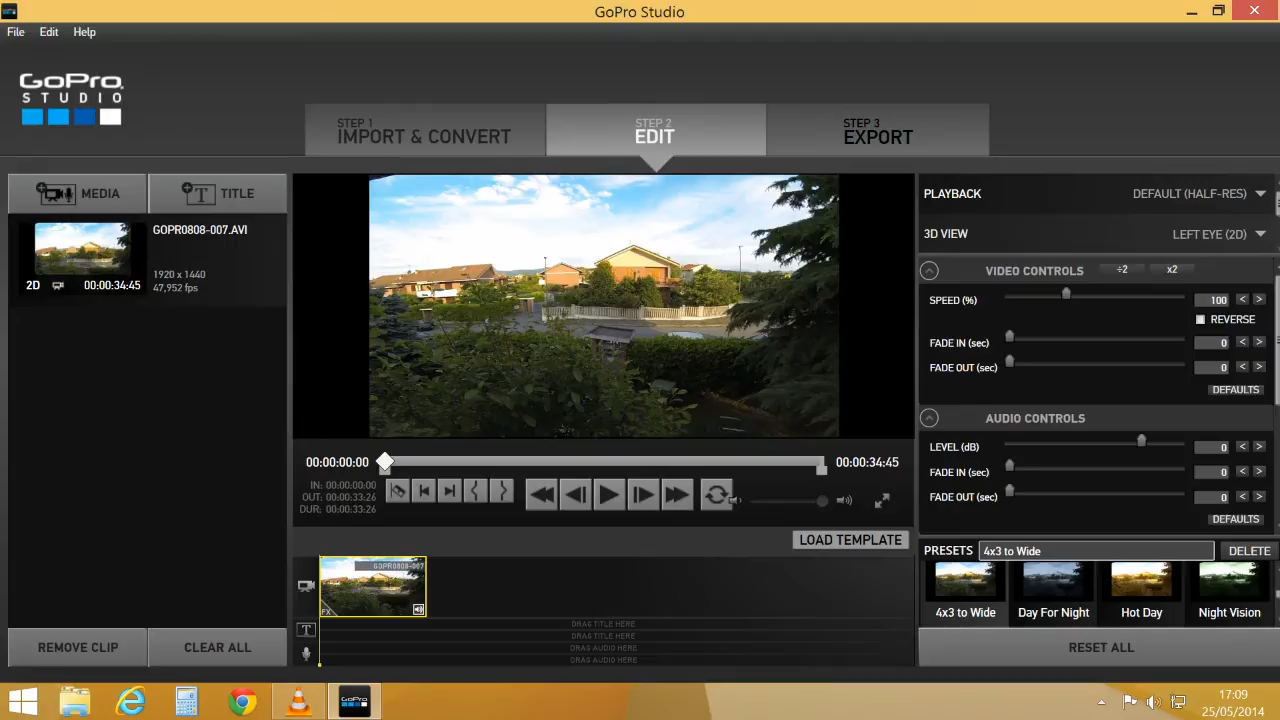 GoPro Studio
File Edit Help
GoPro
STUDIO
STEP 1
IMPORT & CONVERT
STEP 2
EDIT
STEP 3
EXPORT
MEDIA
TITLE
GOPR0808-007.AVI
1920 x 1440
47,952 fps
2D
00:00:34:45
PLAYBACK
DEFAULT (HALF-RES)
3D VIEW
LEFT EYE (2D)
VIDEO CONTROLS
÷2
x2
SPEED (%)
100
< >
REVERSE
FADE IN (sec)
0
< >
FADE OUT (sec)
0
< >
DEFAULTS
AUDIO CONTROLS
LEVEL (dB)
0
< >
FADE IN (sec)
0
< >
FADE OUT (sec)
0
< >
DEFAULTS
00:00:00:00
00:00:34:45
IN: 00:00:00:00
OUT: 00:00:33:26
DUR: 00:00:33:26
LOAD TEMPLATE
GOPR0808-007
FX
T
DRAG TITLE HERE
DRAG TITLE HERE
DRAG AUDIO HERE
DRAG AUDIO HERE
PRESETS
4x3 to Wide
DELETE
4x3 to Wide
Day For Night
Hot Day
Night Vision
REMOVE CLIP
CLEAR ALL
RESET ALL
GoPro
17:09
25/05/2014